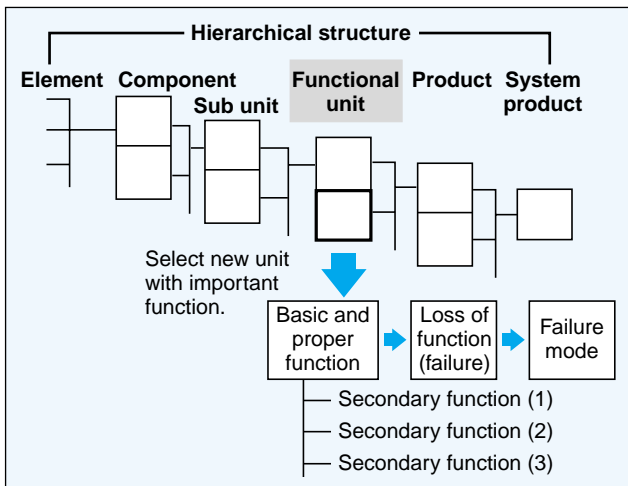 Hierarchical structure
Element
Component
Sub unit
Functional
unit
Product
System
product
Select new unit
with important
function.
Basic and
proper
function
Loss of
function
(failure)
Failure
mode
Secondary function (1)
Secondary function (2)
Secondary function (3)